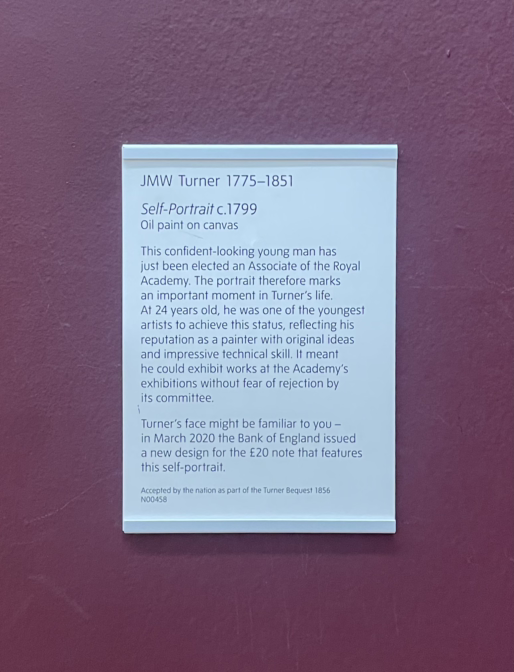 JMW Turner 1775–1851
Self-Portrait c.1799
Oil paint on canvas
This confident-looking young man has
just been elected an Associate of the Royal
Academy. The portrait therefore marks
an important moment in Turner's life.
At 24 years old, he was one of the youngest
artists to achieve this status, reflecting his
reputation as a painter with original ideas
and impressive technical skill. It meant
he could exhibit works at the Academy's
exhibitions without fear of rejection by
its committee.
Turner's face might be familiar to you –
in March 2020 the Bank of England issued
a new design for the £20 note that features
this self-portrait.
Accepted by the nation as part of the Turner Bequest 1856
N00458